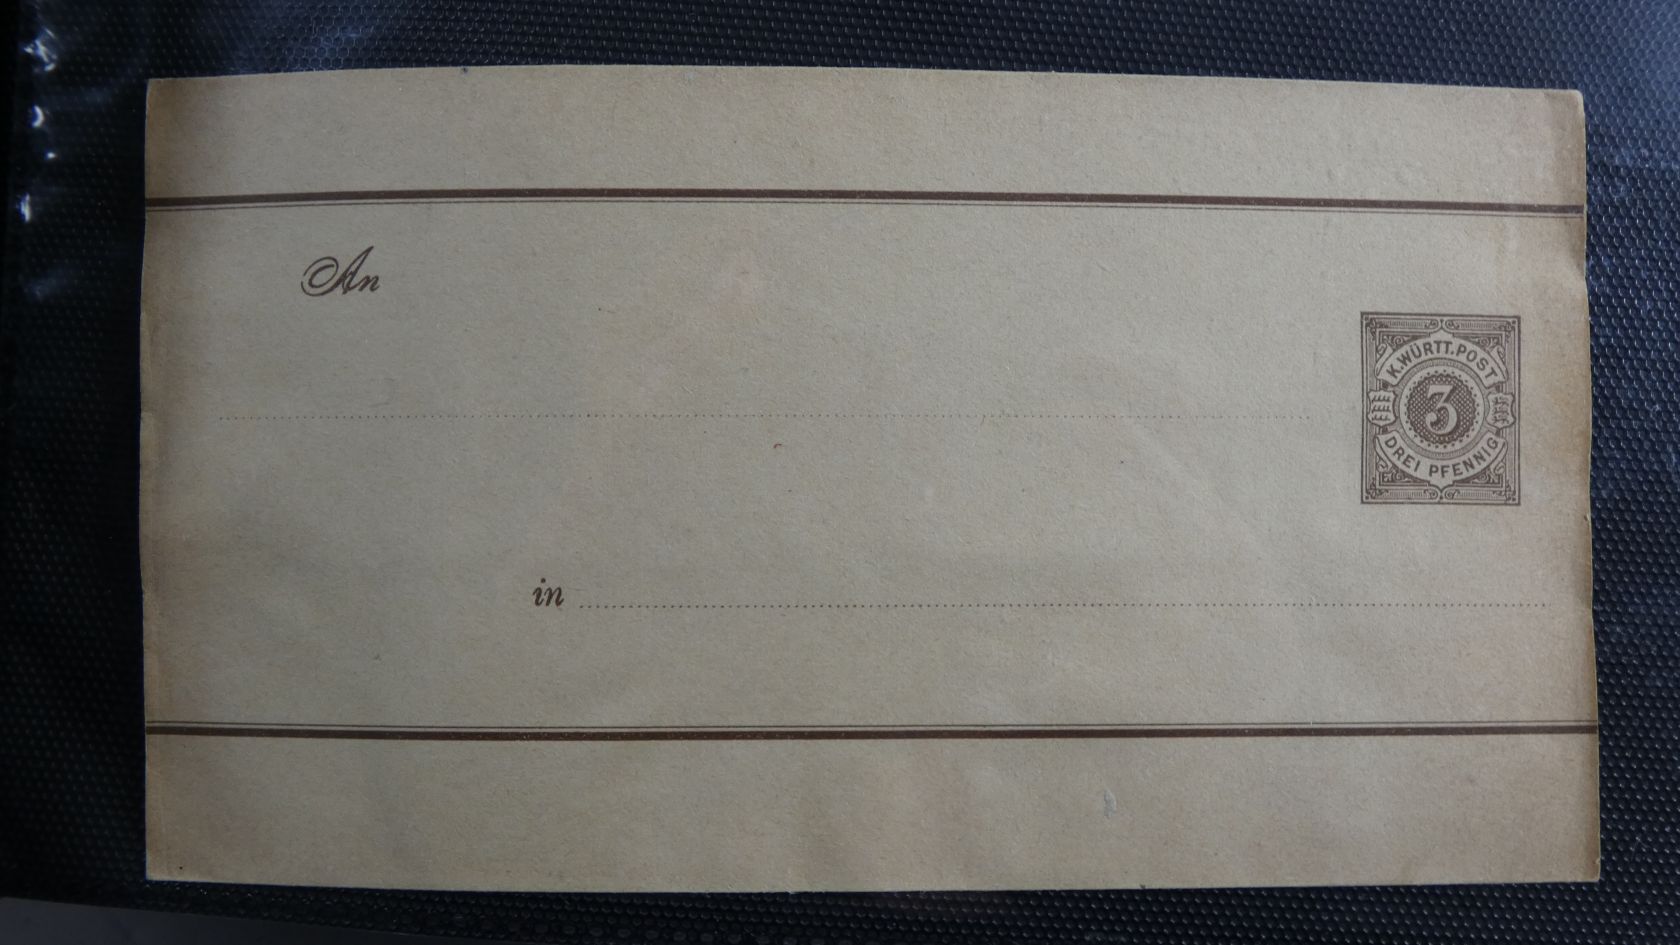 An
K. WÜRTT. POST
3
DREI PFENNIG
in